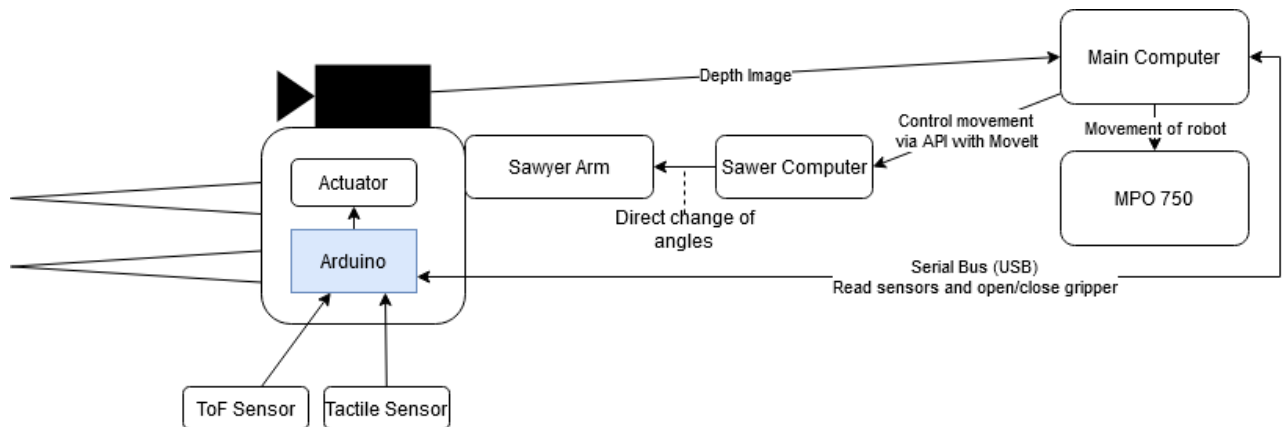 Main Computer
Depth Image
Control movement
via API with MoveIt
Movement of robot
Sawyer Arm
Sawer Computer
Actuator
MPO 750
Direct change of
angles
Arduino
Serial Bus (USB)
Read sensors and open/close gripper
ToF Sensor
Tactile Sensor